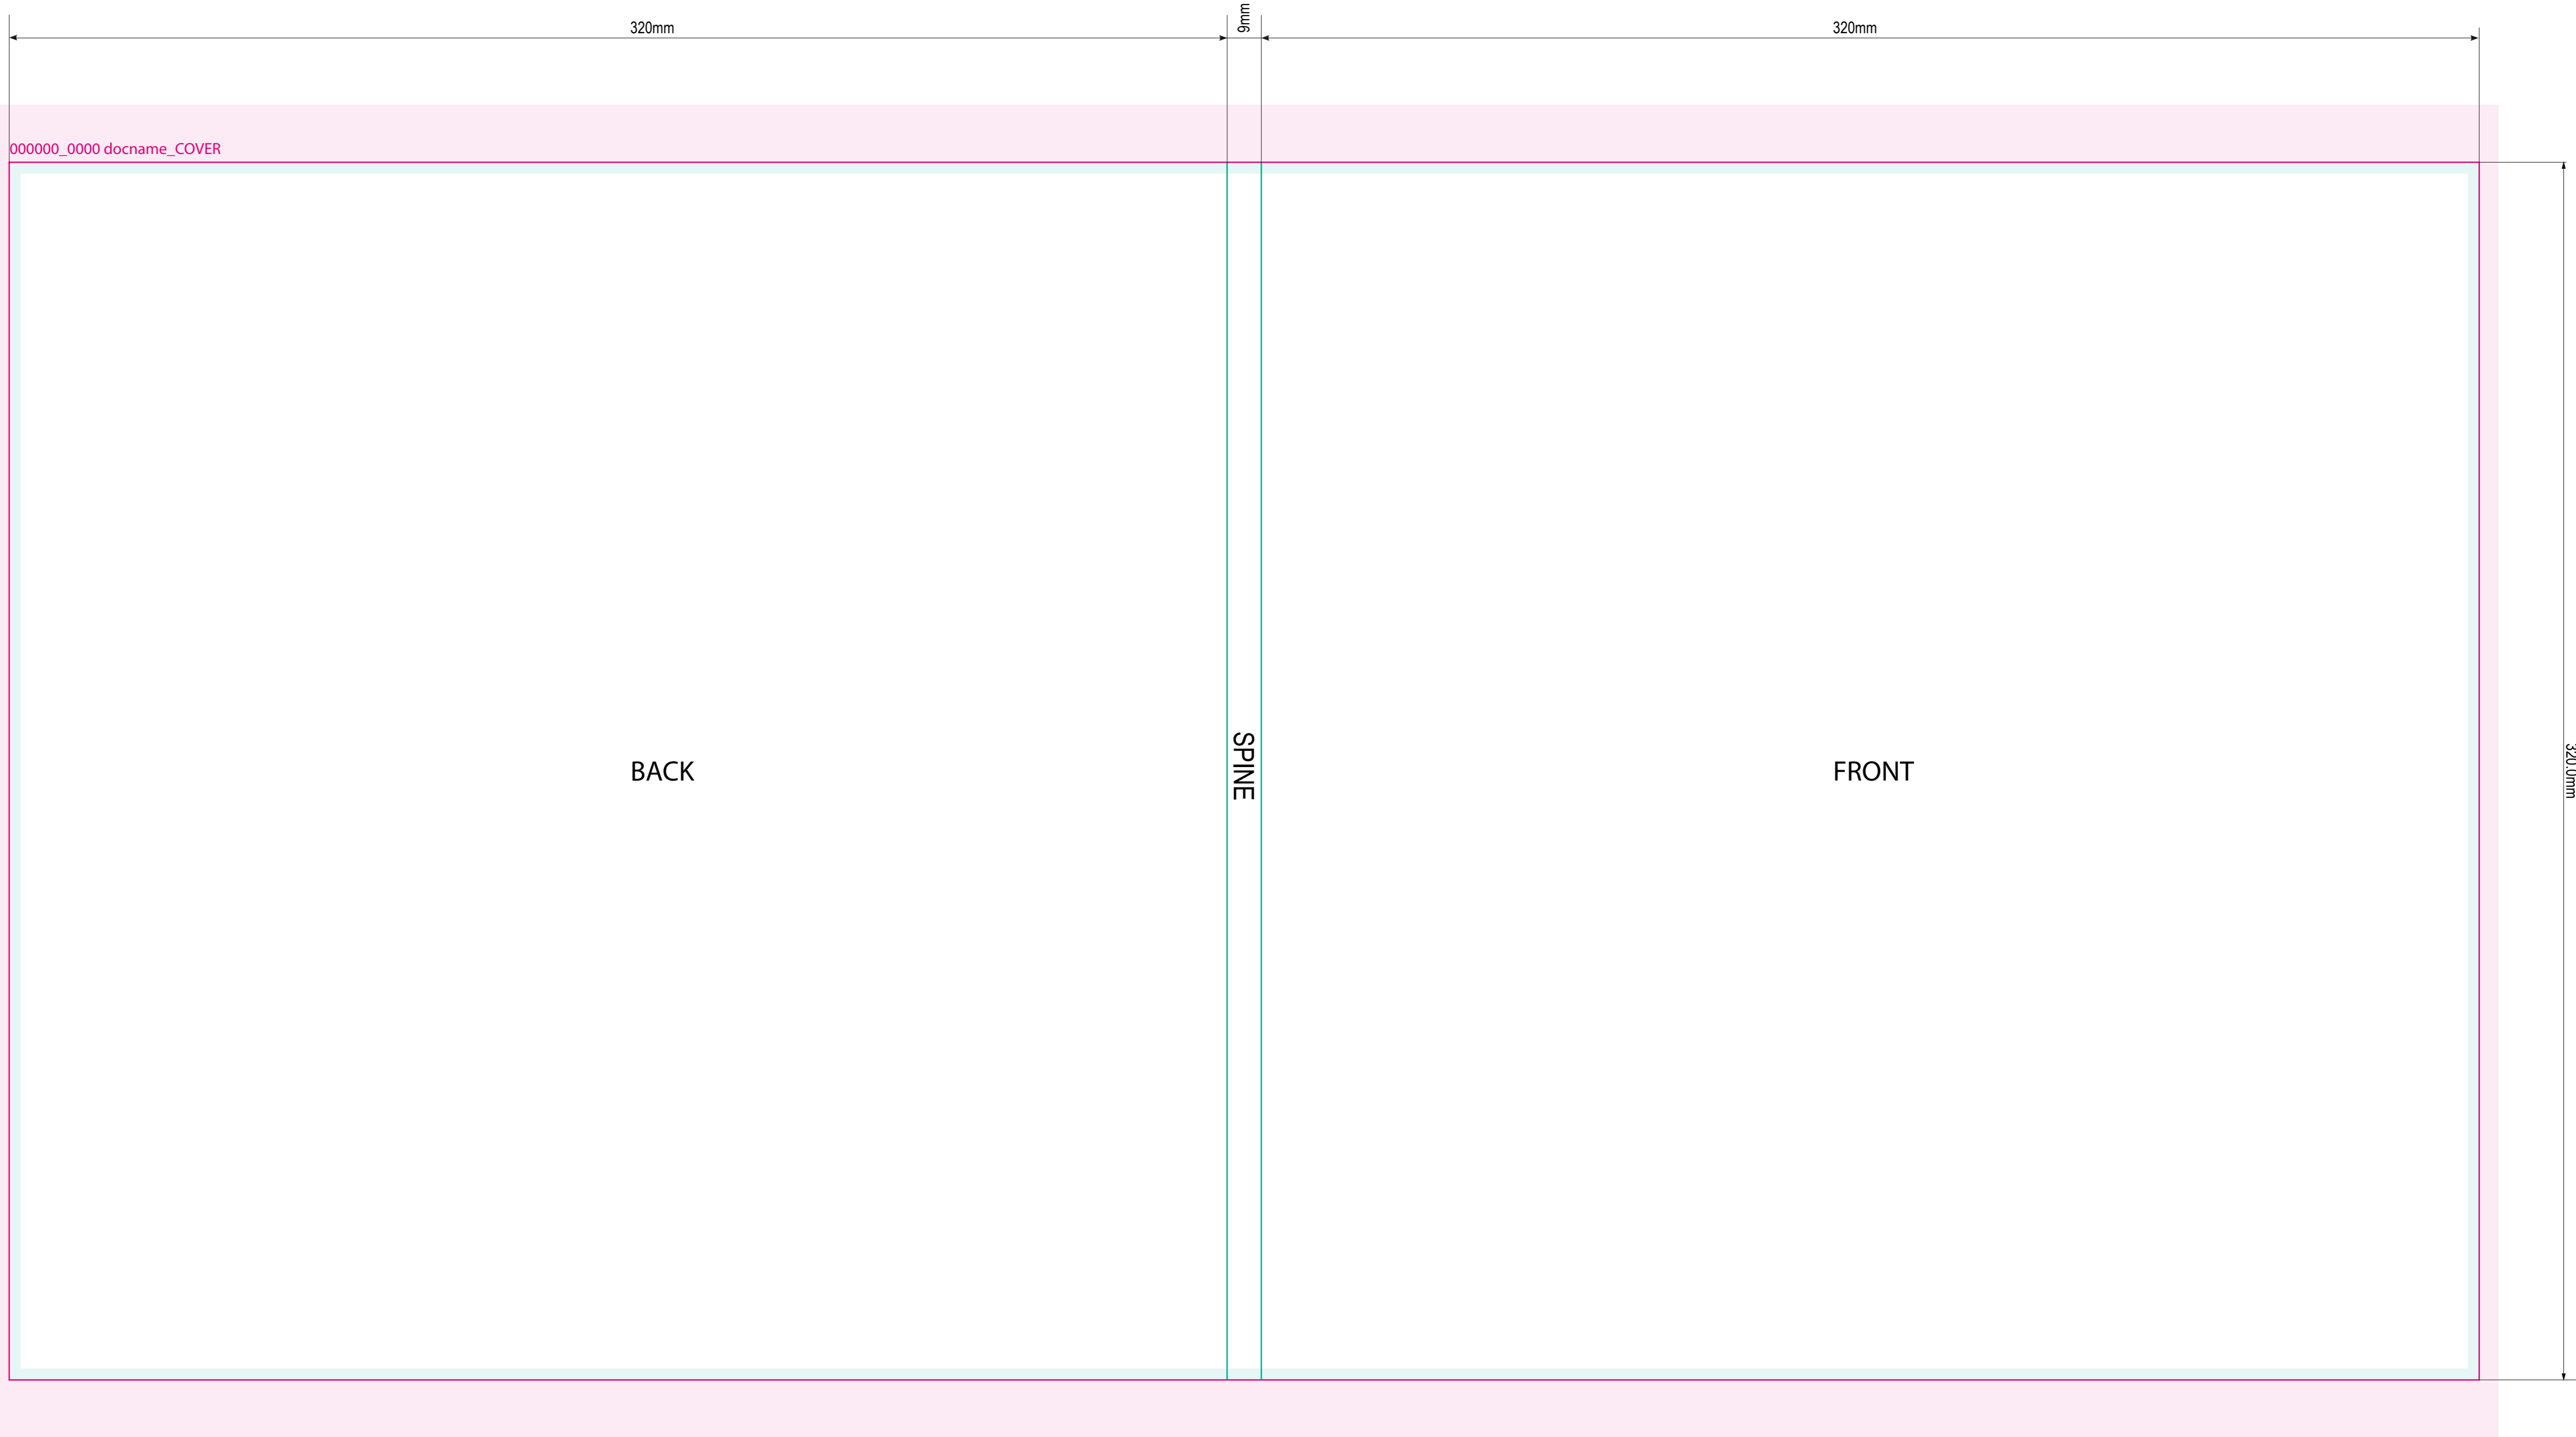 320mm
9mm
320mm
000000_0000 docname_COVER
BACK
SPINE
FRONT
320.0mm